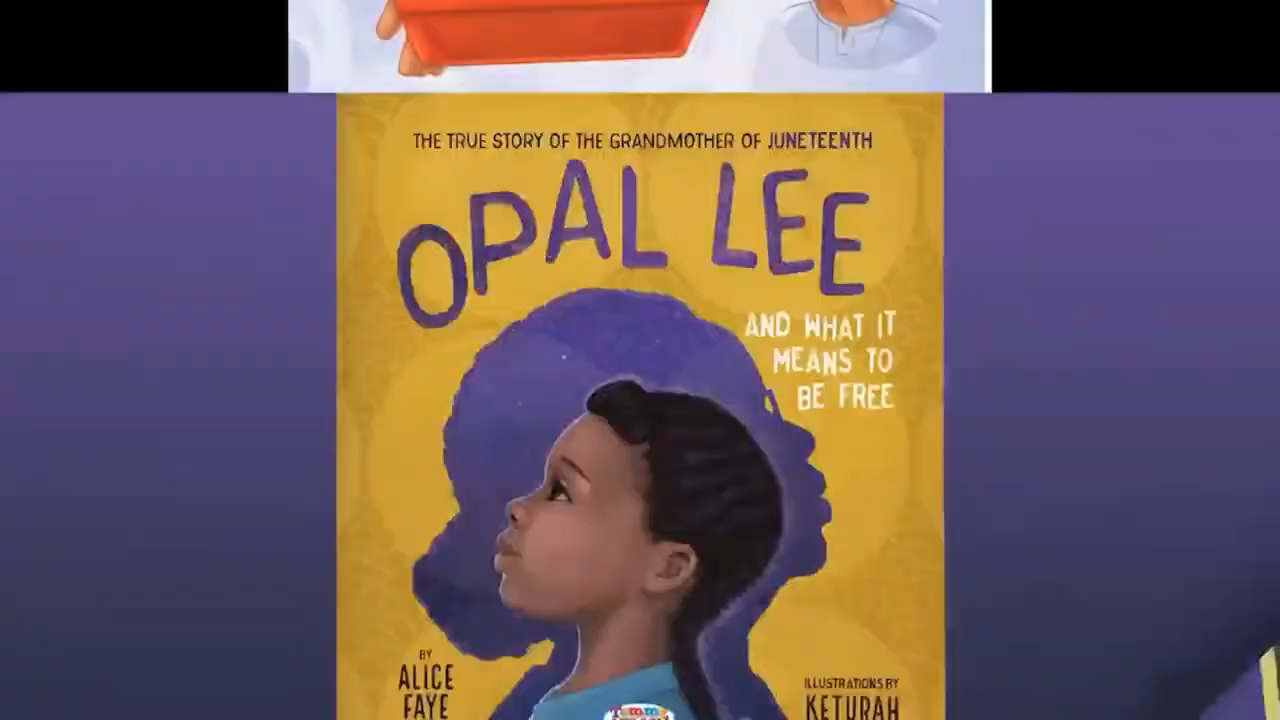 THE TRUE STORY OF THE GRANDMOTHER OF JUNETEENTH
OPAL LEE
AND WHAT IT
MEANS TO
BE FREE
BY
ALICE
FAYE
ILLUSTRATIONS BY
KETURAH